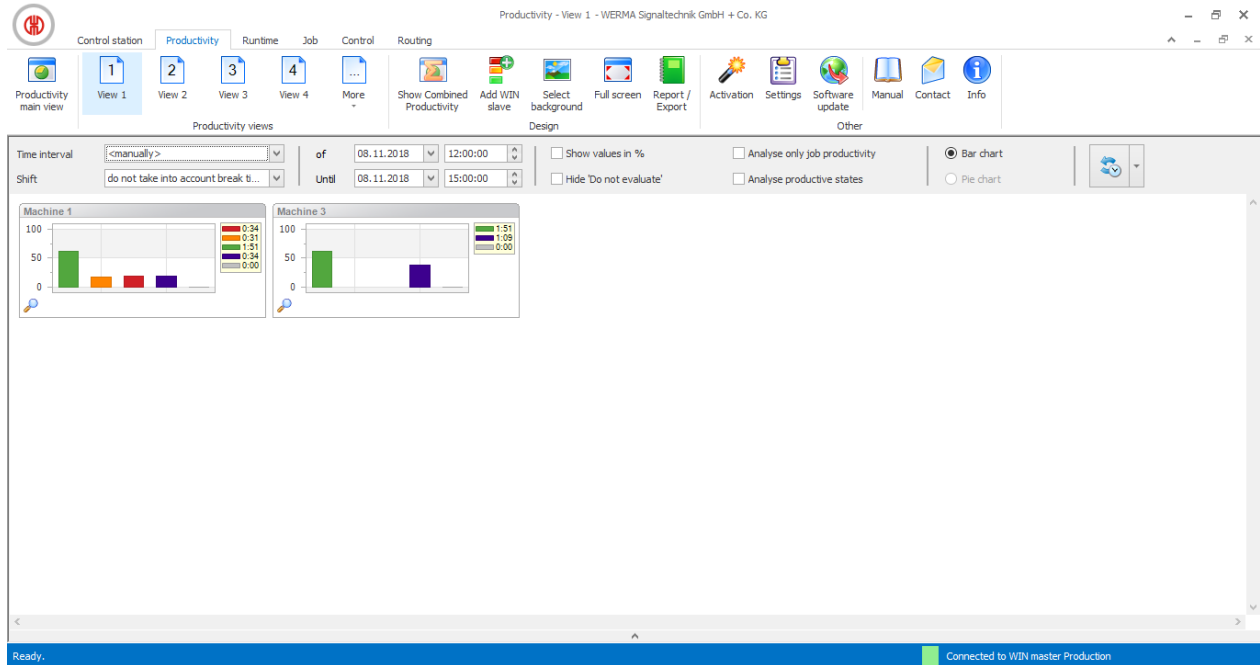 Productivity - View 1 - WERMA Signaltechnik GmbH + Co. KG
Control station Productivity Runtime Job Control Routing
Productivity main view
1 View 1
2 View 2
3 View 3
4 View 4
... More
Show Combined Productivity
Add WIN slave
Select background
Full screen
Report / Export
Activation
Settings
Software update
Manual
Contact
Info
Productivity views Design Other
Time interval <manually> of 08.11.2018 12:00:00 Show values in % Analyse only job productivity Bar chart
Shift do not take into account break ti... Until 08.11.2018 15:00:00 Hide 'Do not evaluate' Analyse productive states Pie chart
Machine 1
100
50
0
0:34
0:31
1:51
0:34
0:00
Machine 3
100
50
0
1:51
1:09
0:00
Ready. Connected to WIN master Production